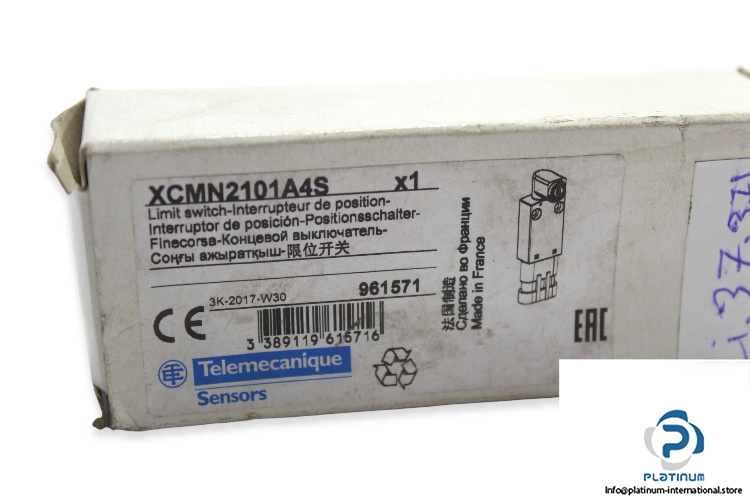 XCMN2101A4S x1
Limit switch-Interrupteur de position-
Interruptor de posición-Positionsschalter-
Finecorsa-Концевой выключатель-
Соңғы ажыратқыш-限位开关
3K-2017-W30
961571
CE
3 389119 615716
Telemecanique
Sensors
法国制造
Сделано во Франции
Made in France
EAC
37.
PLATINUM
Info@platinum-international.store